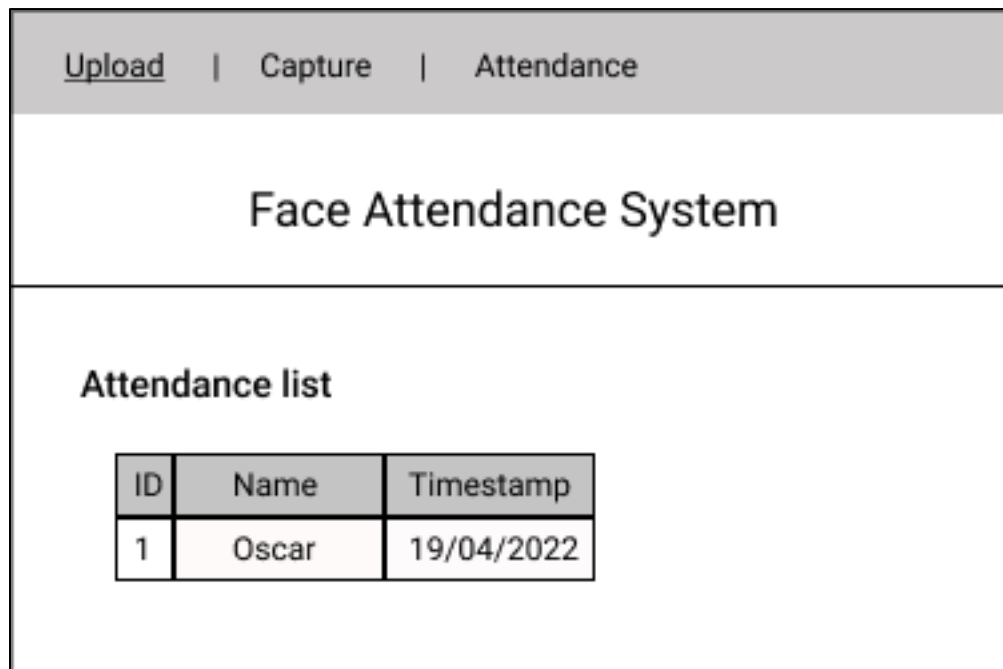 Upload | Capture | Attendance
Face Attendance System
Attendance list
ID Name Timestamp
1 Oscar 19/04/2022